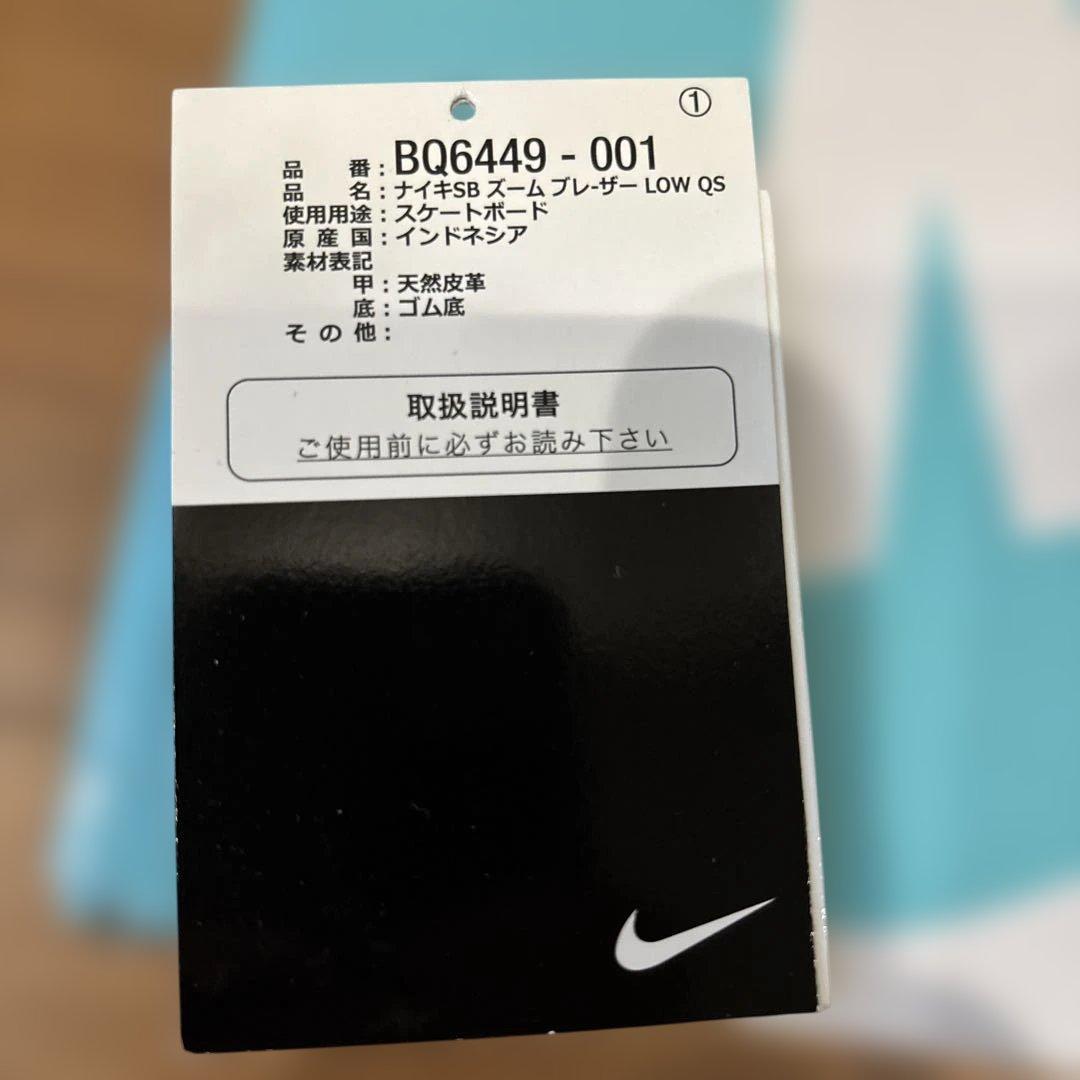 ①
品 番：BQ6449 - 001
品 名：ナイキSB ズーム ブレ-ザー LOW QS
使用用途：スケートボード
原産国：インドネシア
素材表記
甲：天然皮革
底：ゴム底
その他：
取扱説明書
ご使用前に必ずお読み下さい